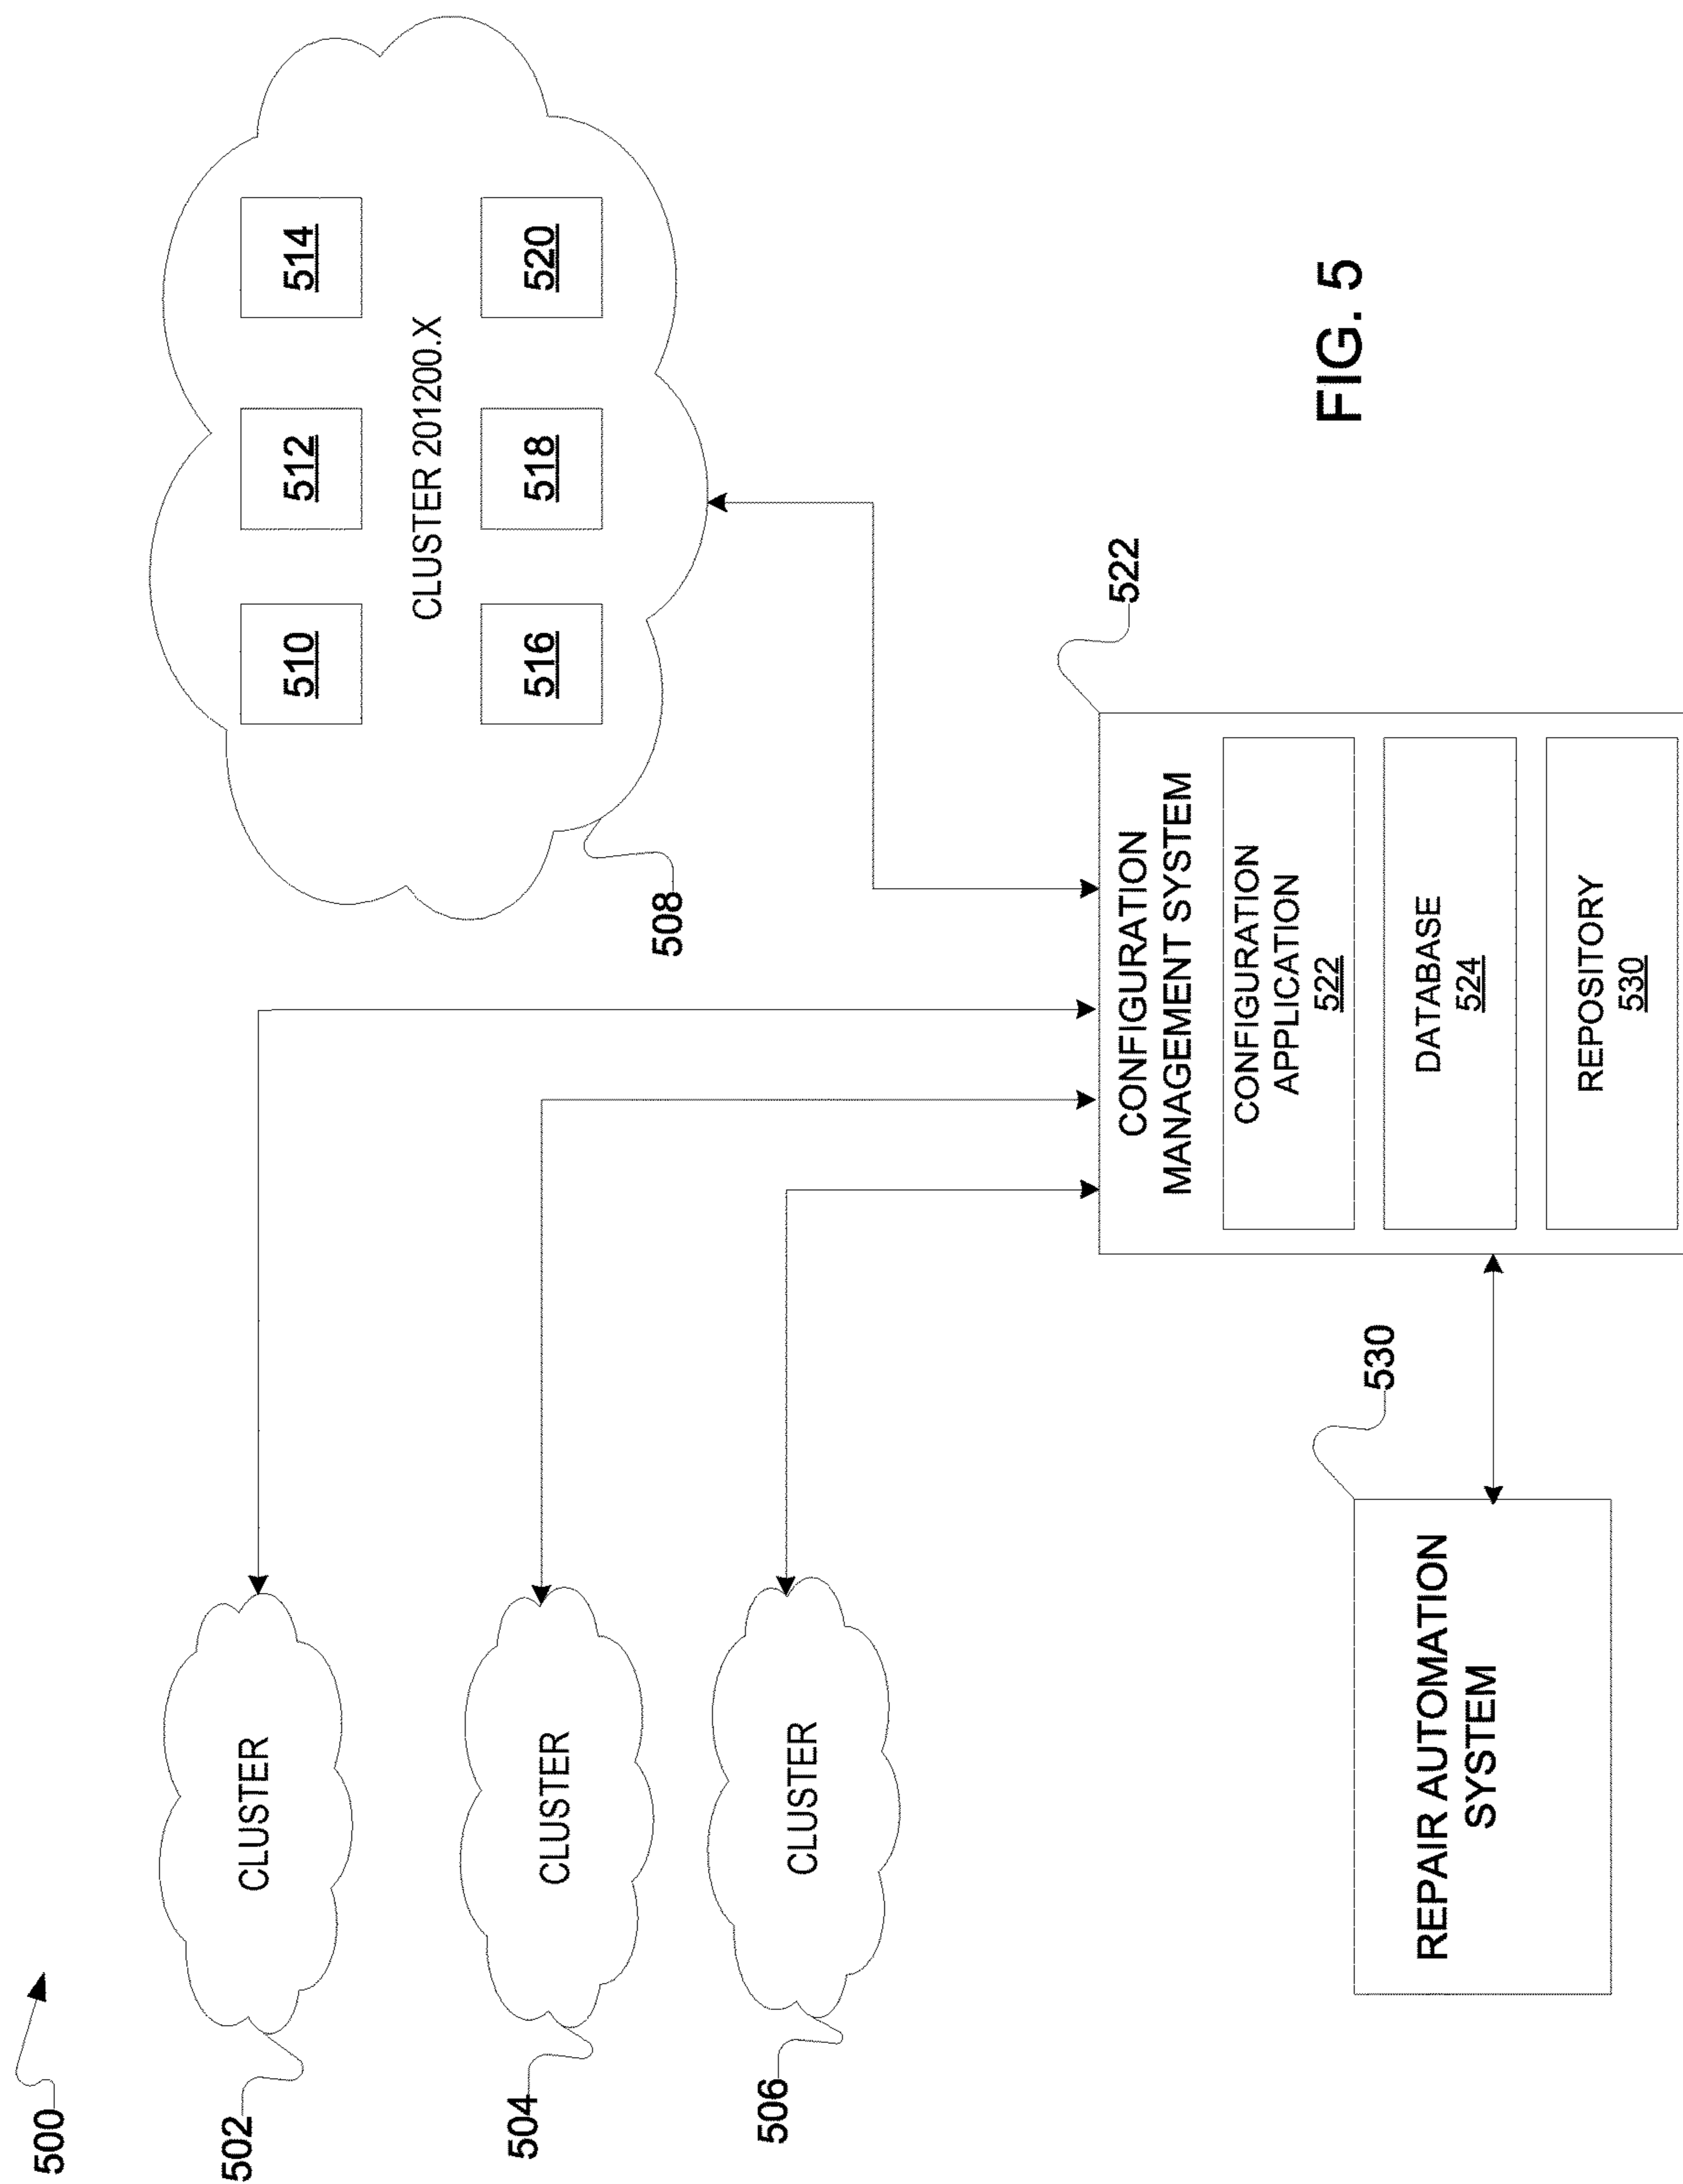 500
502
CLUSTER
504
CLUSTER
506
CLUSTER
510
512
514
CLUSTER 201200.X
516
518
520
508
522
CONFIGURATION
MANAGEMENT SYSTEM
CONFIGURATION
APPLICATION
522
DATABASE
524
REPOSITORY
530
530
REPAIR AUTOMATION
SYSTEM
FIG. 5